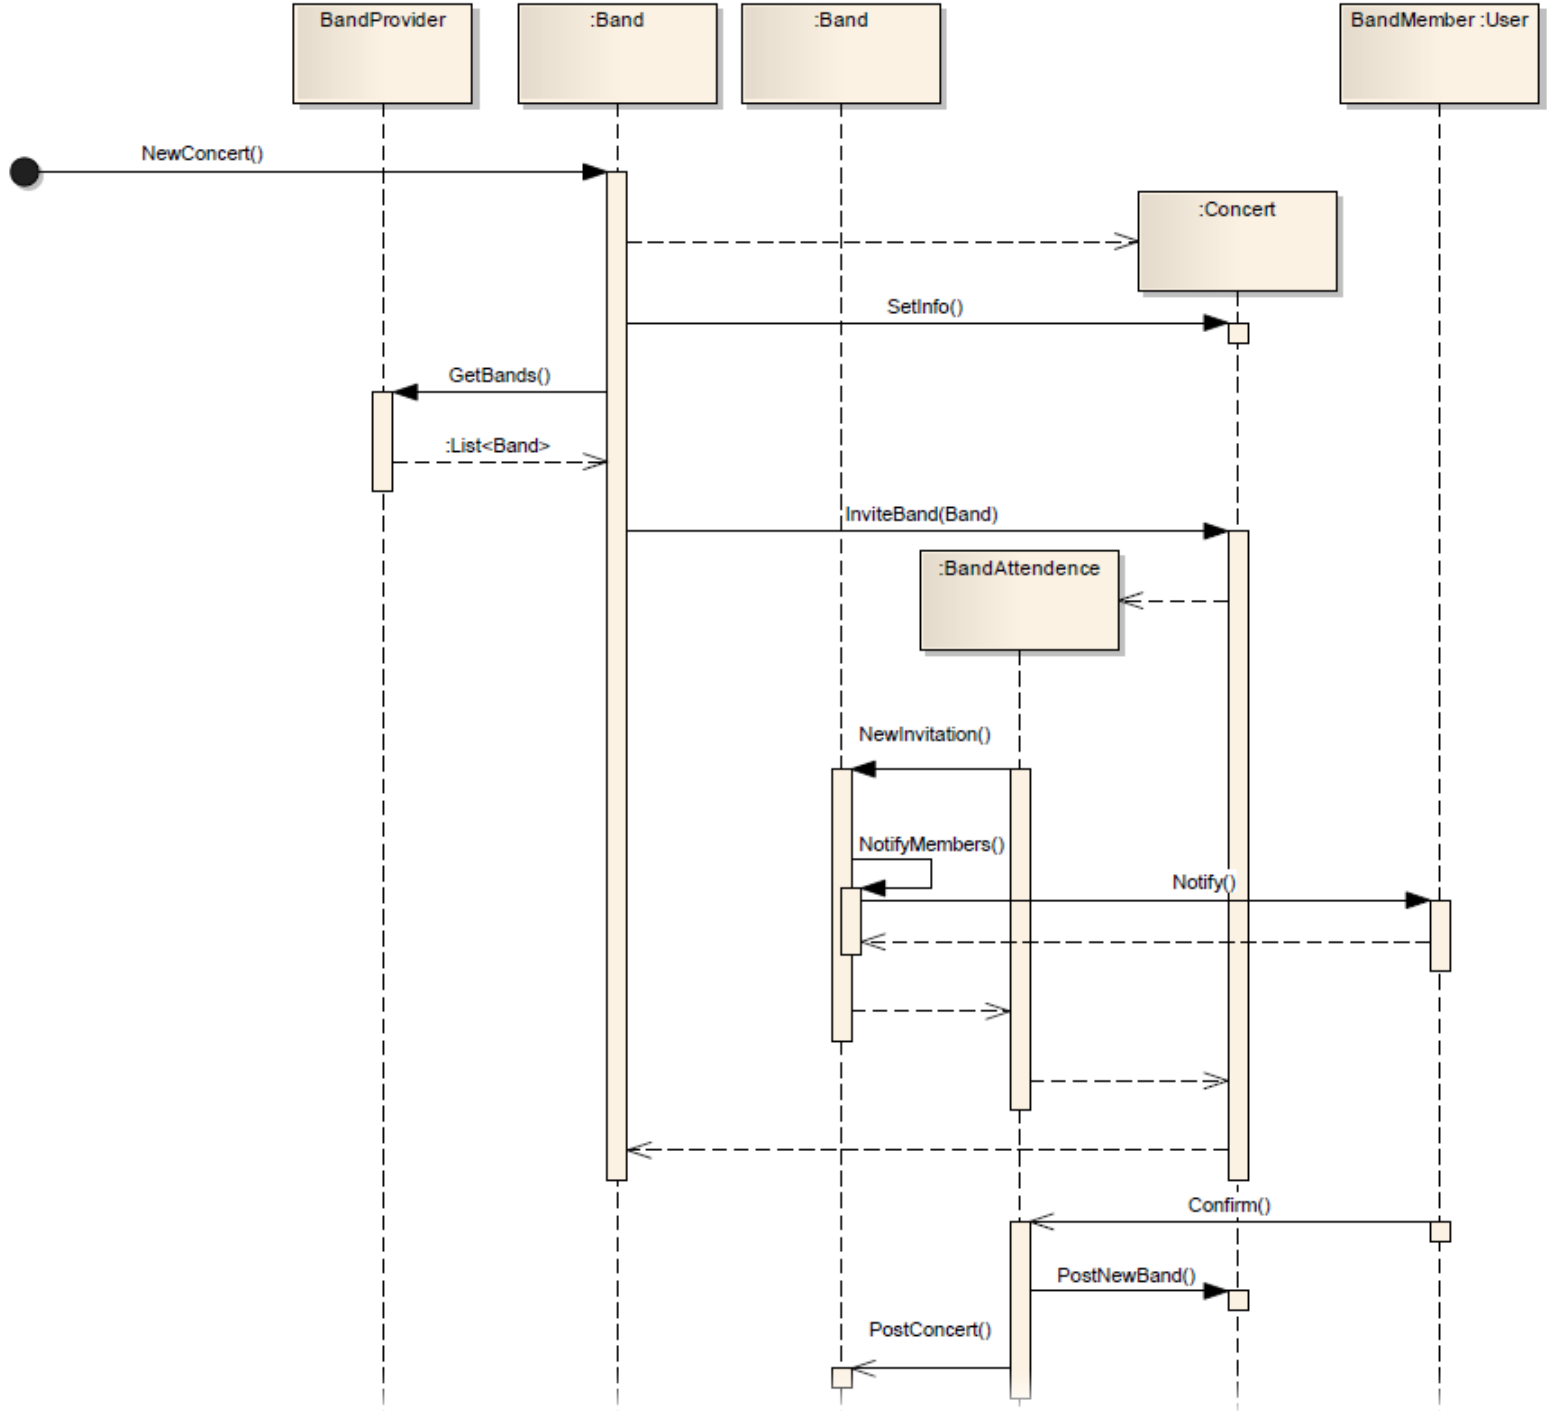 BandProvider
:Band
:Band
BandMember :User
NewConcert()
:Concert
SetInfo()
GetBands()
:List<Band>
InviteBand(Band)
:BandAttendence
NewInvitation()
NotifyMembers()
Notify()
Confirm()
PostNewBand()
PostConcert()